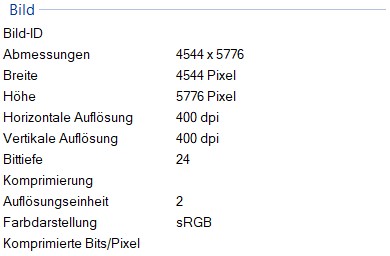 Bild
Bild-ID
Abmessungen 4544 x 5776
Breite 4544 Pixel
Höhe 5776 Pixel
Horizontale Auflösung 400 dpi
Vertikale Auflösung 400 dpi
Bittiefe 24
Komprimierung
Auflösungseinheit 2
Farbdarstellung sRGB
Komprimierte Bits/Pixel